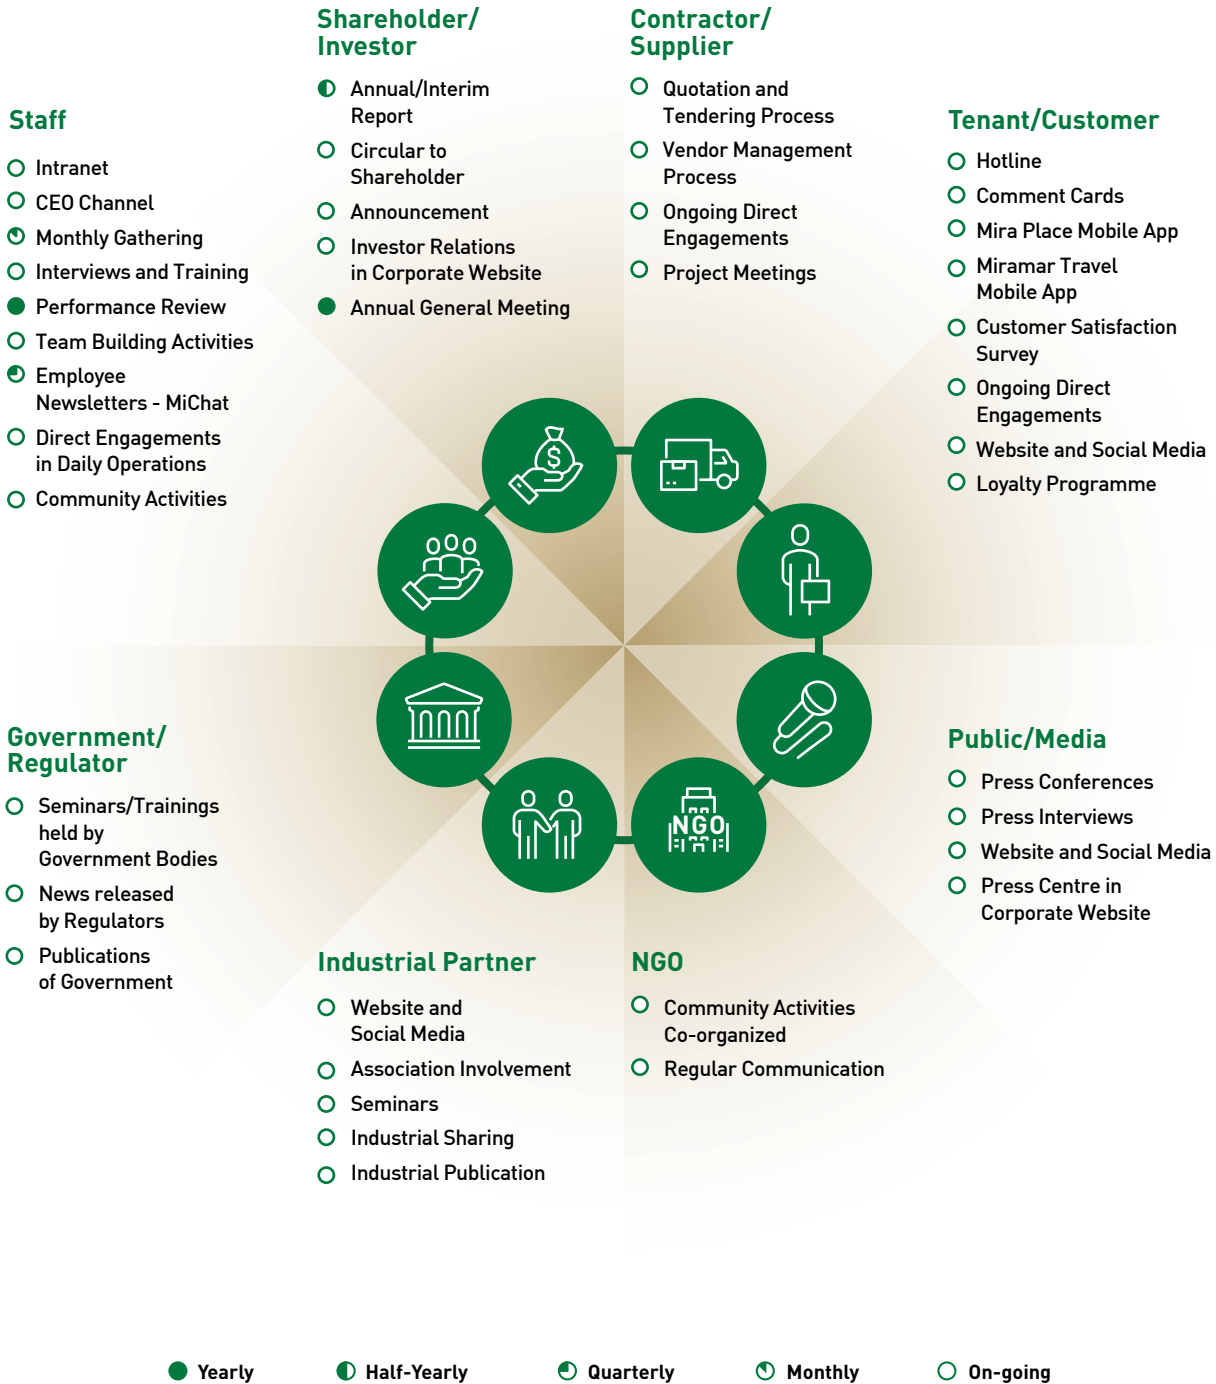 Shareholder/
Investor
Annual/Interim
Report
Circular to
Shareholder
Announcement
Investor Relations
in Corporate Website
Annual General Meeting
Contractor/
Supplier
Quotation and
Tendering Process
Vendor Management
Process
Ongoing Direct
Engagements
Project Meetings
Staff
Intranet
CEO Channel
Monthly Gathering
Interviews and Training
Performance Review
Team Building Activities
Employee
Newsletters - MiChat
Direct Engagements
in Daily Operations
Community Activities
Tenant/Customer
Hotline
Comment Cards
Mira Place Mobile App
Miramar Travel
Mobile App
Customer Satisfaction
Survey
Ongoing Direct
Engagements
Website and Social Media
Loyalty Programme
$
NGO
Government/
Regulator
Seminars/Trainings
held by
Government Bodies
News released
by Regulators
Publications
of Government
Public/Media
Press Conferences
Press Interviews
Website and Social Media
Press Centre in
Corporate Website
Industrial Partner
Website and
Social Media
Association Involvement
Seminars
Industrial Sharing
Industrial Publication
NGO
Community Activities
Co-organized
Regular Communication
Yearly
Half-Yearly
Quarterly
Monthly
On-going